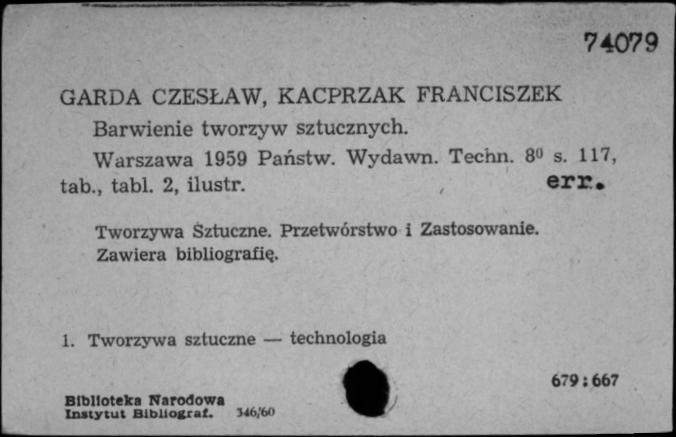 74079
GARDA CZESŁAW, KACPRZAK FRANCISZEK
Barwienie tworzyw sztucznych.
Warszawa 1959 Państw. Wydawn. Techn. 8⁰ s. 117,
tab., tabl. 2, ilustr. err.
Tworzywa Sztuczne. Przetwórstwo i Zastosowanie.
Zawiera bibliografię.
1. Tworzywa sztuczne — technologia
679:667
Biblioteka Narodowa
Instytut Bibliograf. 346/60